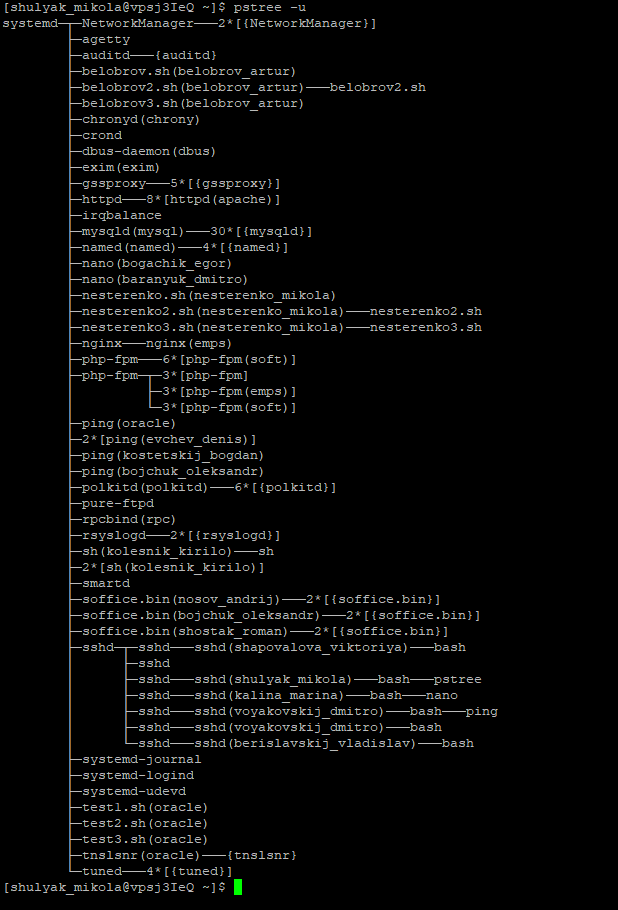 [shulyak_mikola@vpsj3IeQ ~]$ pstree -u
systemd─┬─NetworkManager───2*[{NetworkManager}]
        ├─agetty
        ├─auditd───{auditd}
        ├─belobrov.sh(belobrov_artur)
        ├─belobrov2.sh(belobrov_artur)───belobrov2.sh
        ├─belobrov3.sh(belobrov_artur)
        ├─chronyd(chrony)
        ├─crond
        ├─dbus-daemon(dbus)
        ├─exim(exim)
        ├─gssproxy───5*[{gssproxy}]
        ├─httpd───8*[httpd(apache)]
        ├─irqbalance
        ├─mysqld(mysql)───30*[{mysqld}]
        ├─named(named)───4*[{named}]
        ├─nano(bogachik_egor)
        ├─nano(baranyuk_dmitro)
        ├─nesterenko.sh(nesterenko_mikola)
        ├─nesterenko2.sh(nesterenko_mikola)───nesterenko2.sh
        ├─nesterenko3.sh(nesterenko_mikola)───nesterenko3.sh
        ├─nginx───nginx(emps)
        ├─php-fpm───6*[php-fpm(soft)]
        ├─php-fpm─┬─3*[php-fpm]
        │         ├─3*[php-fpm(emps)]
        │         └─3*[php-fpm(soft)]
        ├─ping(oracle)
        ├─2*[ping(evchev_denis)]
        ├─ping(kostetskij_bogdan)
        ├─ping(bojchuk_oleksandr)
        ├─polkitd(polkitd)───6*[{polkitd}]
        ├─pure-ftpd
        ├─rpcbind(rpc)
        ├─rsyslogd───2*[{rsyslogd}]
        ├─sh(kolesnik_kirilo)───sh
        ├─2*[sh(kolesnik_kirilo)]
        ├─smartd
        ├─soffice.bin(nosov_andrij)───2*[{soffice.bin}]
        ├─soffice.bin(bojchuk_oleksandr)───2*[{soffice.bin}]
        ├─soffice.bin(shostak_roman)───2*[{soffice.bin}]
        ├─sshd─┬─sshd───sshd(shapovalova_viktoriya)───bash
        │      ├─sshd
        │      ├─sshd───sshd(shulyak_mikola)───bash───pstree
        │      ├─sshd───sshd(kalina_marina)───bash───nano
        │      ├─sshd───sshd(voyakovskij_dmitro)───bash───ping
        │      ├─sshd───sshd(voyakovskij_dmitro)───bash
        │      └─sshd───sshd(berislavskij_vladislav)───bash
        ├─systemd-journal
        ├─systemd-logind
        ├─systemd-udevd
        ├─test1.sh(oracle)
        ├─test2.sh(oracle)
        ├─test3.sh(oracle)
        ├─tnslsnr(oracle)───{tnslsnr}
        └─tuned───4*[{tuned}]
[shulyak_mikola@vpsj3IeQ ~]$